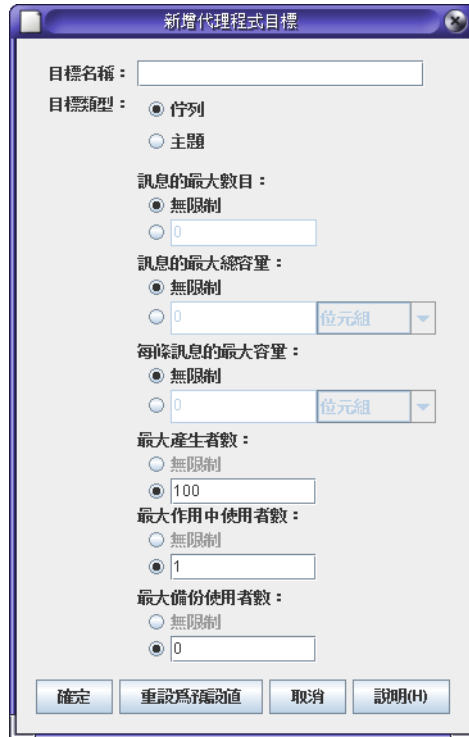 新增代理程式目標
目標名稱：
目標類型：
佇列
主題
訊息的最大數目：
無限制
0
訊息的最大總容量：
無限制
0 位元組
每條訊息的最大容量：
無限制
0 位元組
最大產生者數：
無限制
100
最大作用中使用者數：
無限制
1
最大備份使用者數：
無限制
0
確定 重設為預設值 取消 說明(H)